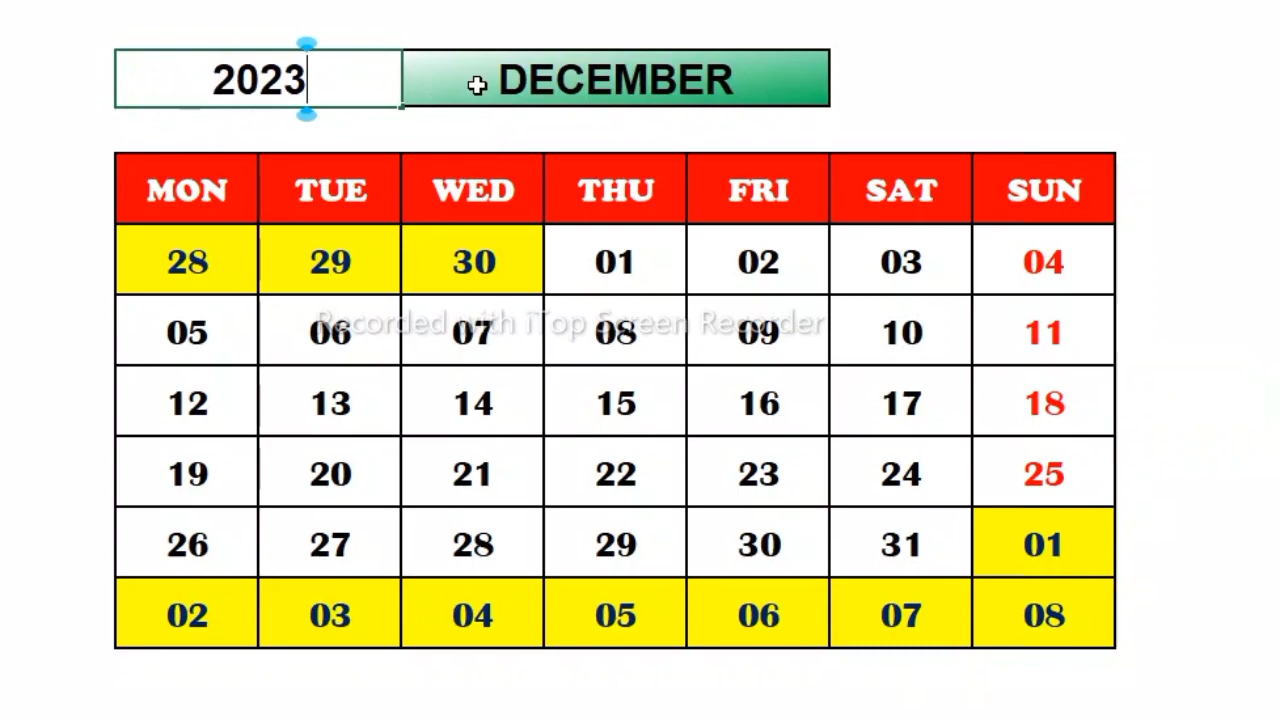 2023 DECEMBER
MON TUE WED THU FRI SAT SUN
28 29 30 01 02 03 04
05 06 07 08 09 10 11
Recorded with iTop Screen Recorder
12 13 14 15 16 17 18
19 20 21 22 23 24 25
26 27 28 29 30 31 01
02 03 04 05 06 07 08